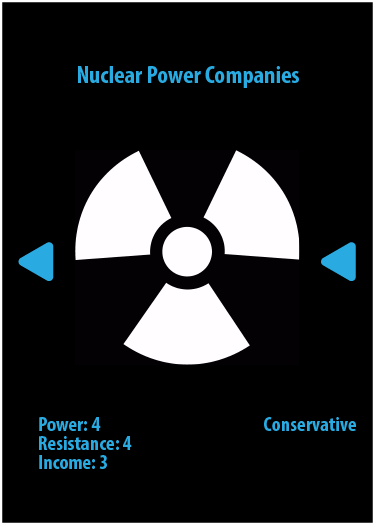 Nuclear Power Companies
Power: 4
Conservative
Resistance: 4
Income: 3